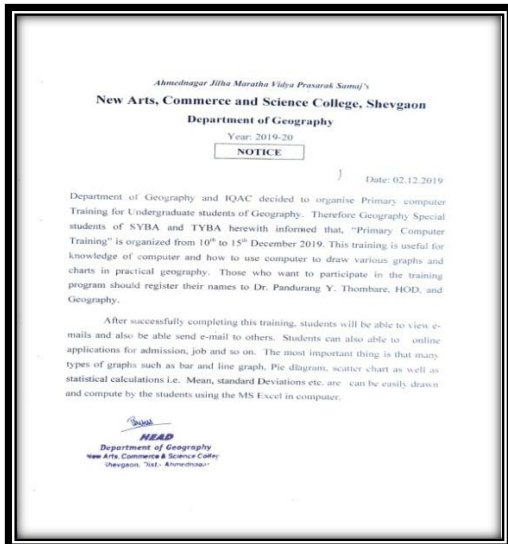 Ahmednagar Jilha Maratha Vidya Prasarak Samaj's
New Arts, Commerce and Science College, Shevgaon
Department of Geography
Year: 2019-20
NOTICE
Date: 02.12.2019
Department of Geography and IQAC decided to organise Primary computer
Training for Undergraduate students of Geography. Therefore Geography Special
students of SYBA and TYBA herewith informed that, "Primary Computer
Training" is organized from 10th to 15th December 2019. This training is useful for
knowledge of computer and how to use computer to draw various graphs and
charts in practical geography. Those who want to participate in the training
program should register their names to Dr. Pandurang Y. Thombare, HOD, and
Geography.
After successfully completing this training, students will be able to view e-
mails and also be able send e-mail to others. Students can also able to online
applications for admission, job and so on. The most important thing is that many
types of graphs such as bar and line graph, Pie diagram, scatter chart as well as
statistical calculations i.e. Mean, standard Deviations etc. are can be easily drawn
and compute by the students using the MS Excel in computer.
HEAD
Department of Geography
New Arts, Commerce & Science College
Shevgaon, Dist.- Ahmednagar